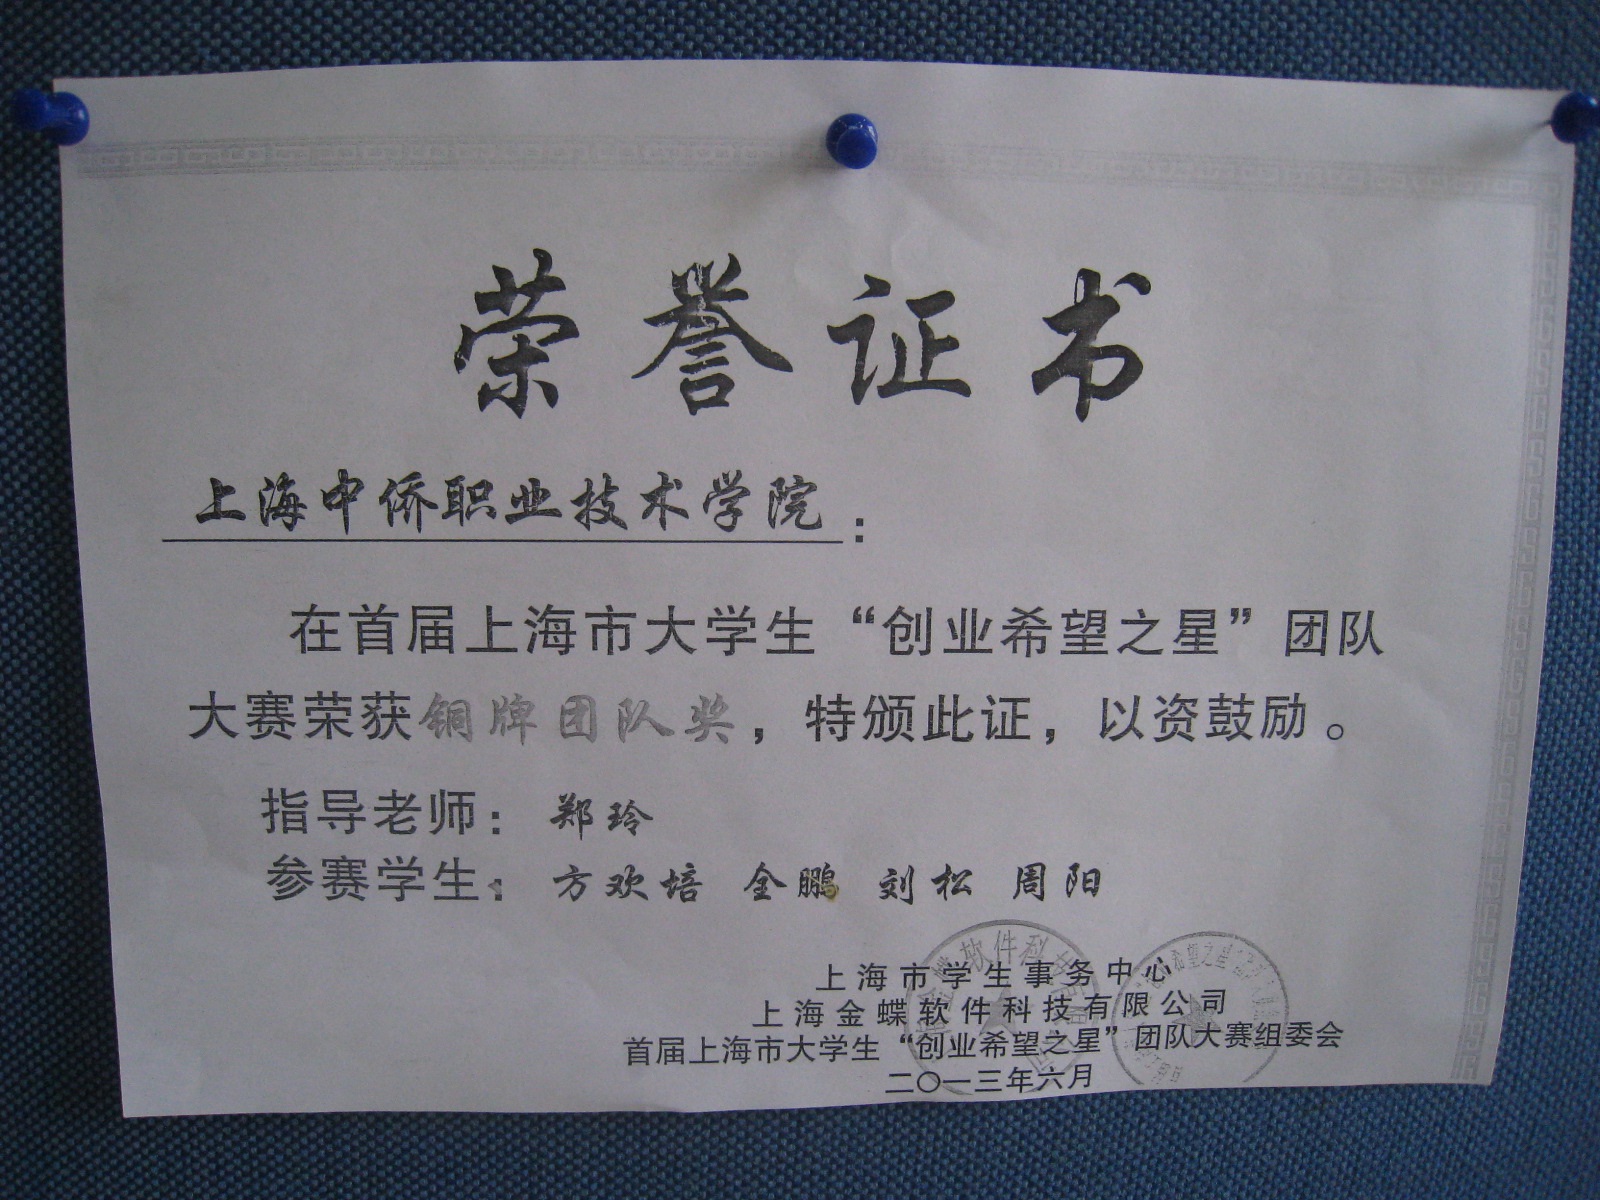 荣誉证书
上海中侨职业技术学院：
在首届上海市大学生“创业希望之星”团队
大赛荣获铜牌团队奖，特颁此证，以资鼓励。
指导老师：郑玲
参赛学生：方欢培 全鹏 刘松 周阳
上海市学生事务中心
上海金蝶软件科技有限公司
首届上海市大学生“创业希望之星”团队大赛组委会
二〇一三年六月